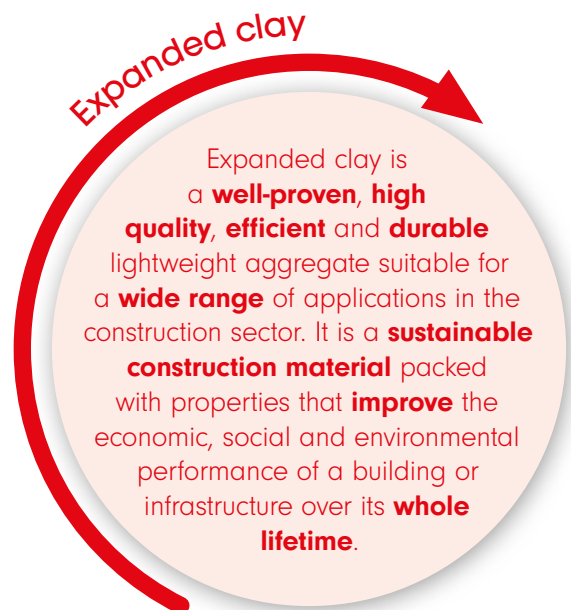 Expanded clay
Expanded clay is
a well-proven, high
quality, efficient and durable
lightweight aggregate suitable for
a wide range of applications in the
construction sector. It is a sustainable
construction material packed
with properties that improve the
economic, social and environmental
performance of a building or
infrastructure over its whole
lifetime.